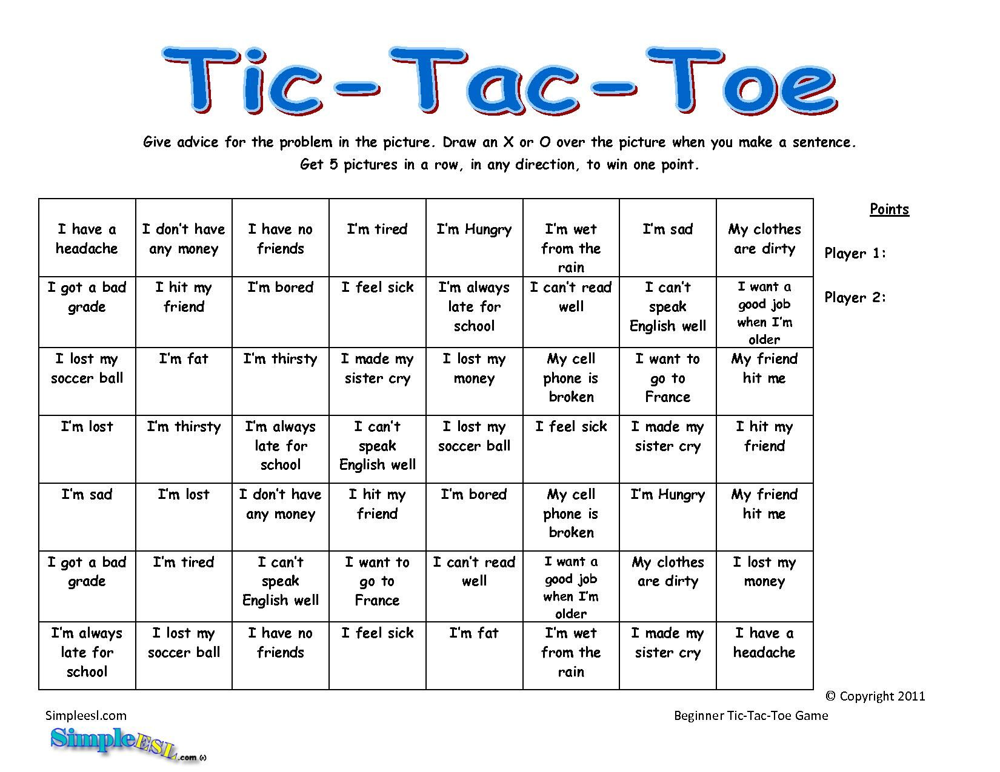 Tic-Tac-Toe
Give advice for the problem in the picture. Draw an X or O over the picture when you make a sentence.
Get 5 pictures in a row, in any direction, to win one point.
Points
Player 1:
Player 2:
I have a
headache
I don't have
any money
I have no
friends
I'm tired
I'm Hungry
I'm wet
from the
rain
I'm sad
My clothes
are dirty
I got a bad
grade
I hit my
friend
I'm bored
I feel sick
I'm always
late for
school
I can't read
well
I can't
speak
English well
I want a
good job
when I'm
older
I lost my
soccer ball
I'm fat
I'm thirsty
I made my
sister cry
I lost my
money
My cell
phone is
broken
I want to
go to
France
My friend
hit me
I'm lost
I'm thirsty
I'm always
late for
school
I can't
speak
English well
I lost my
soccer ball
I feel sick
I made my
sister cry
I hit my
friend
I'm sad
I'm lost
I don't have
any money
I hit my
friend
I'm bored
My cell
phone is
broken
I'm Hungry
My friend
hit me
I got a bad
grade
I'm tired
I can't
speak
English well
I want to
go to
France
I can't read
well
I want a
good job
when I'm
older
My clothes
are dirty
I lost my
money
I'm always
late for
school
I lost my
soccer ball
I have no
friends
I feel sick
I'm fat
I'm wet
from the
rain
I made my
sister cry
I have a
headache
© Copyright 2011
Simpleesl.com
Beginner Tic-Tac-Toe Game
SimpleESL.com (c)